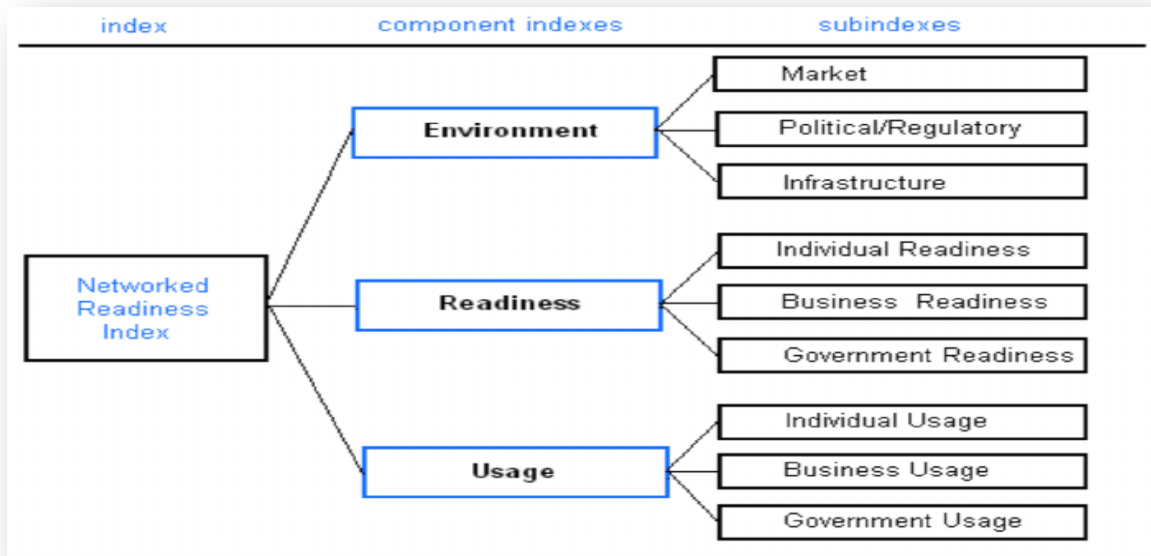 index component indexes subindexes
Market
Environment
Political/Regulatory
Infrastructure
Networked
Readiness
Index
Individual Readiness
Readiness
Business Readiness
Government Readiness
Individual Usage
Usage
Business Usage
Government Usage